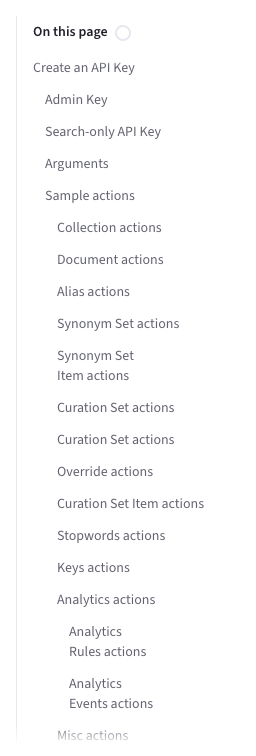 On this page
Create an API Key
Admin Key
Search-only API Key
Arguments
Sample actions
Collection actions
Document actions
Alias actions
Synonym Set actions
Synonym Set
Item actions
Curation Set actions
Curation Set actions
Override actions
Curation Set Item actions
Stopwords actions
Keys actions
Analytics actions
Analytics
Rules actions
Analytics
Events actions
Misc actions